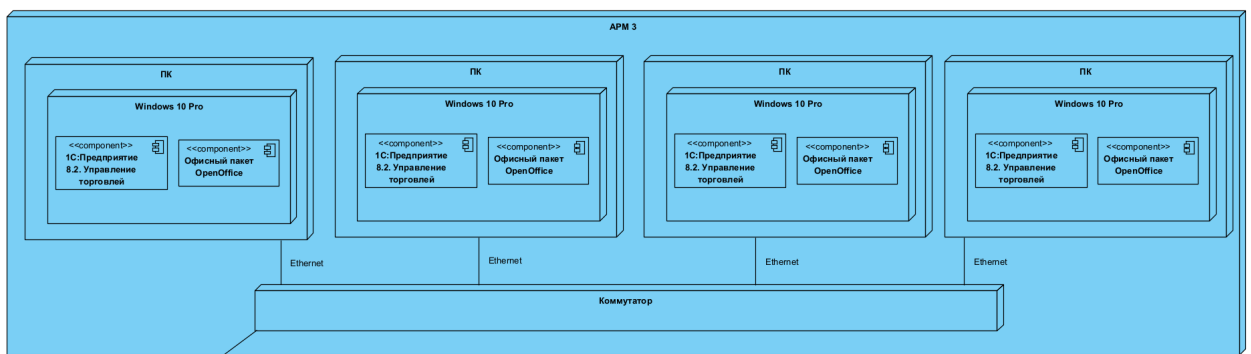 АРМ 3
ПК
Windows 10 Pro
<<component>>
1С:Предприятие
8.2. Управление
торговлей
<<component>>
Офисный пакет
OpenOffice
ПК
Windows 10 Pro
<<component>>
1С:Предприятие
8.2. Управление
торговлей
<<component>>
Офисный пакет
OpenOffice
ПК
Windows 10 Pro
<<component>>
1С:Предприятие
8.2. Управление
торговлей
<<component>>
Офисный пакет
OpenOffice
ПК
Windows 10 Pro
<<component>>
1С:Предприятие
8.2. Управление
торговлей
<<component>>
Офисный пакет
OpenOffice
Ethernet
Ethernet
Ethernet
Ethernet
Коммутатор